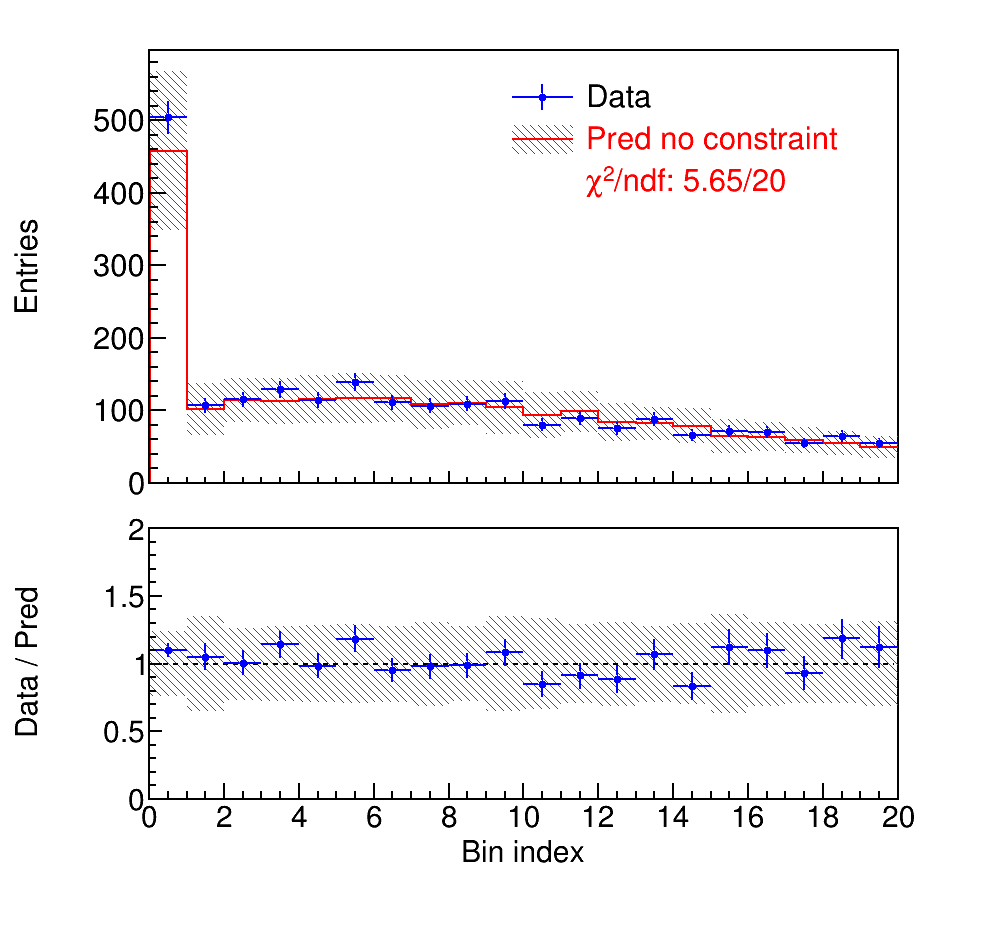 Entries
500
400
300
200
100
0
Data
Pred no constraint
χ²/ndf: 5.65/20
Data / Pred
2
1.5
1
0.5
0
0 2 4 6 8 10 12 14 16 18 20
Bin index